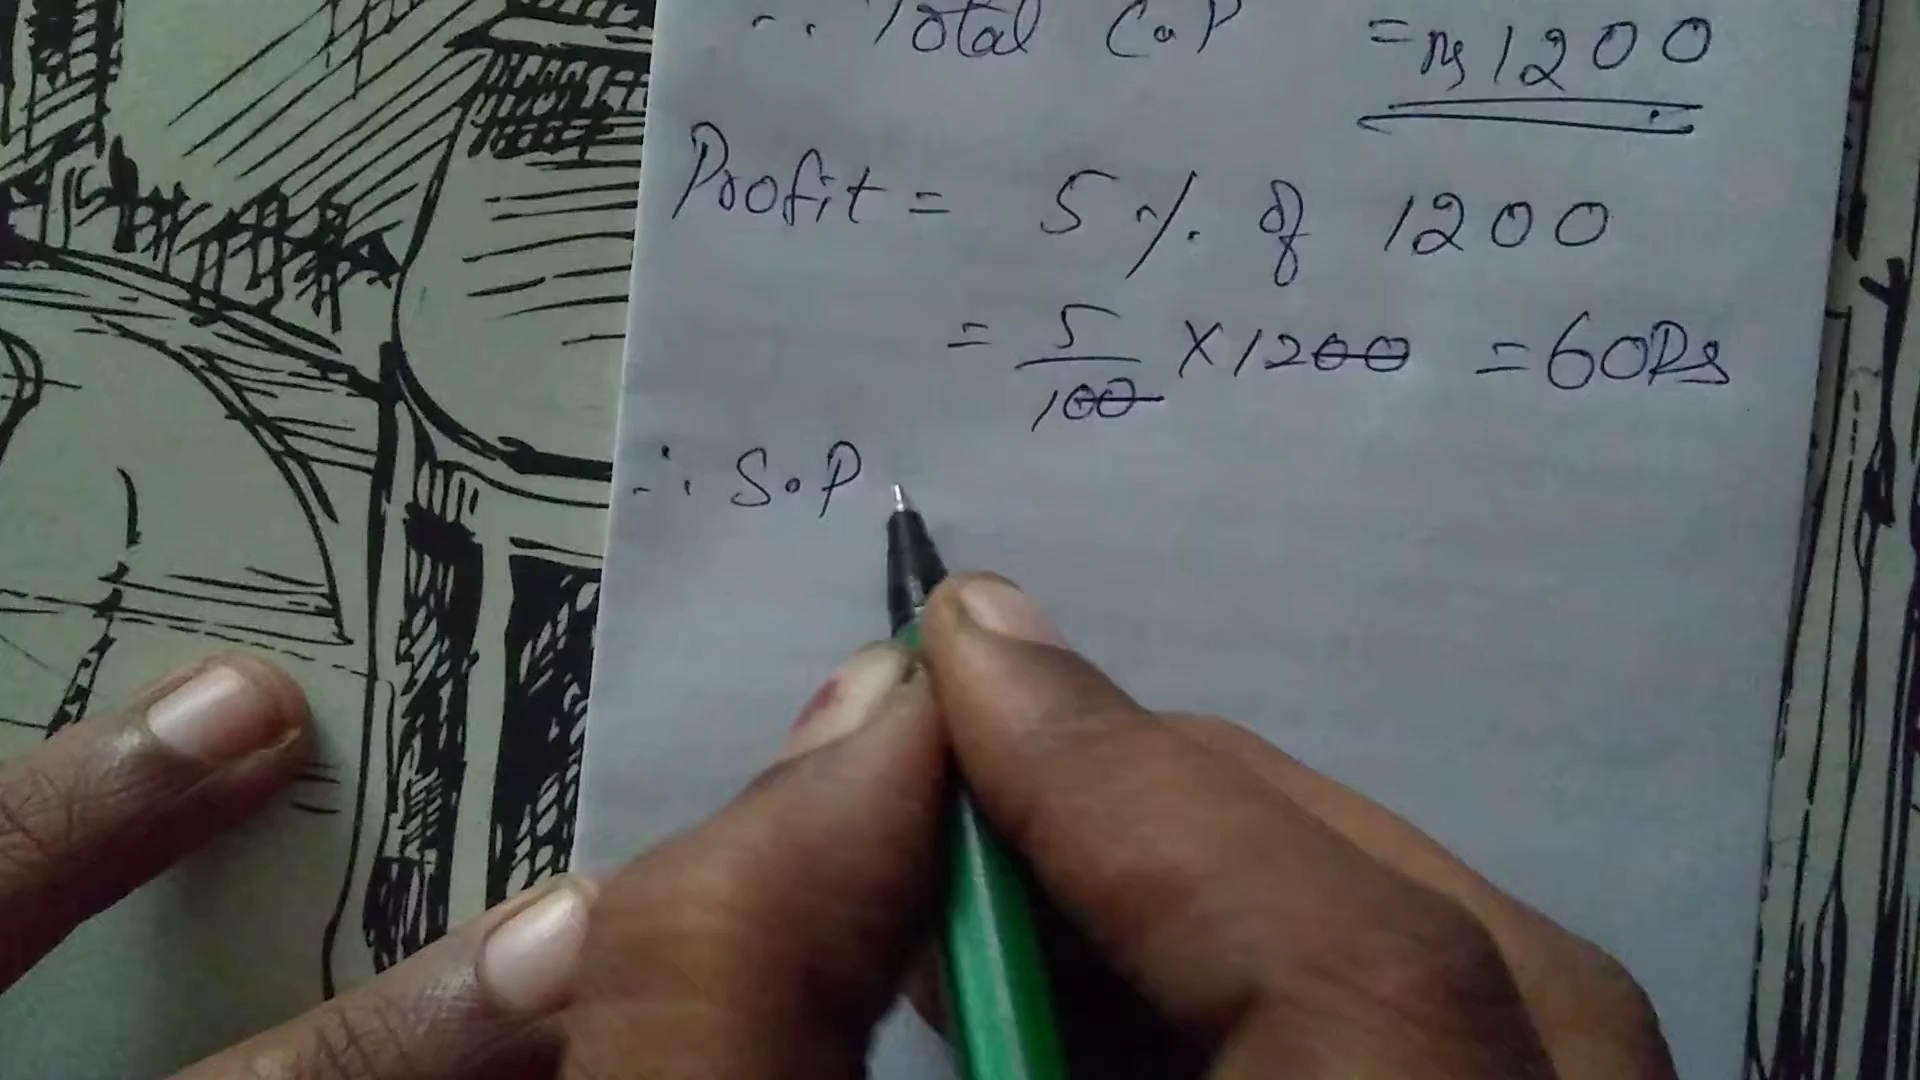 ∴ Total C.P = Rs 1200
Profit = 5 % of 1200
= 5/100 × 1200 = 60Rs
∴ S.P